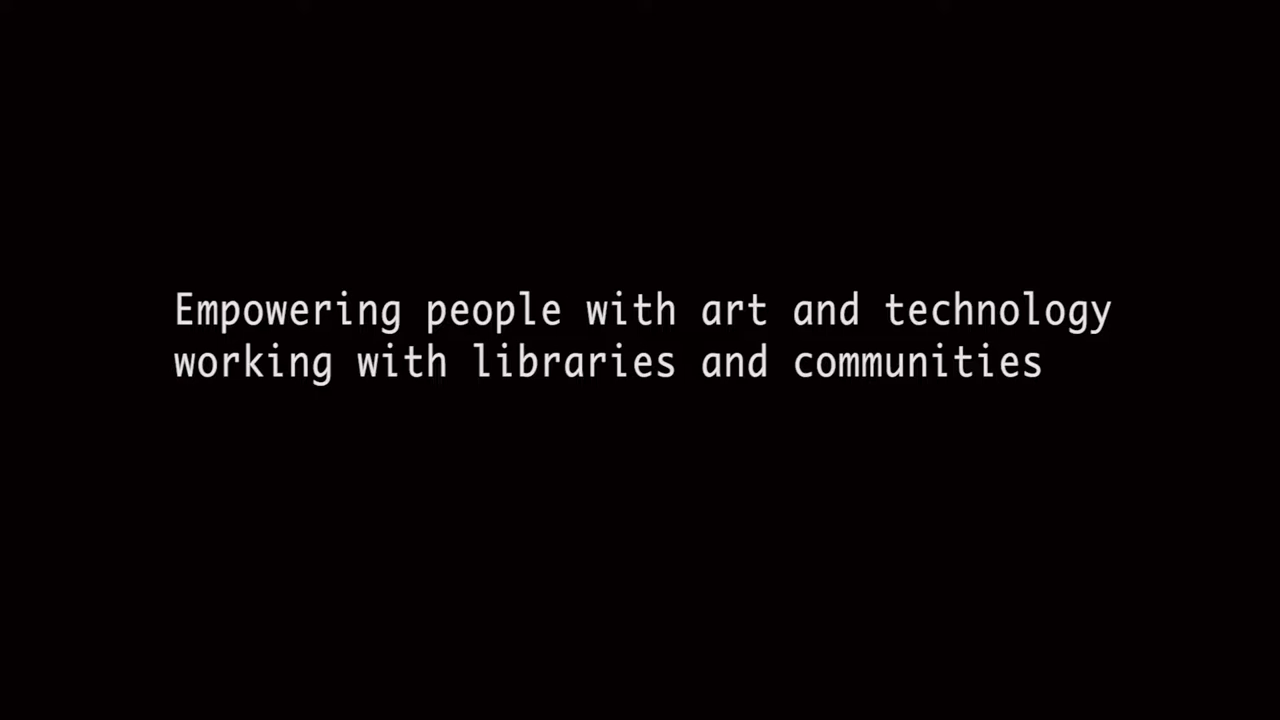 Empowering people with art and technology
working with libraries and communities